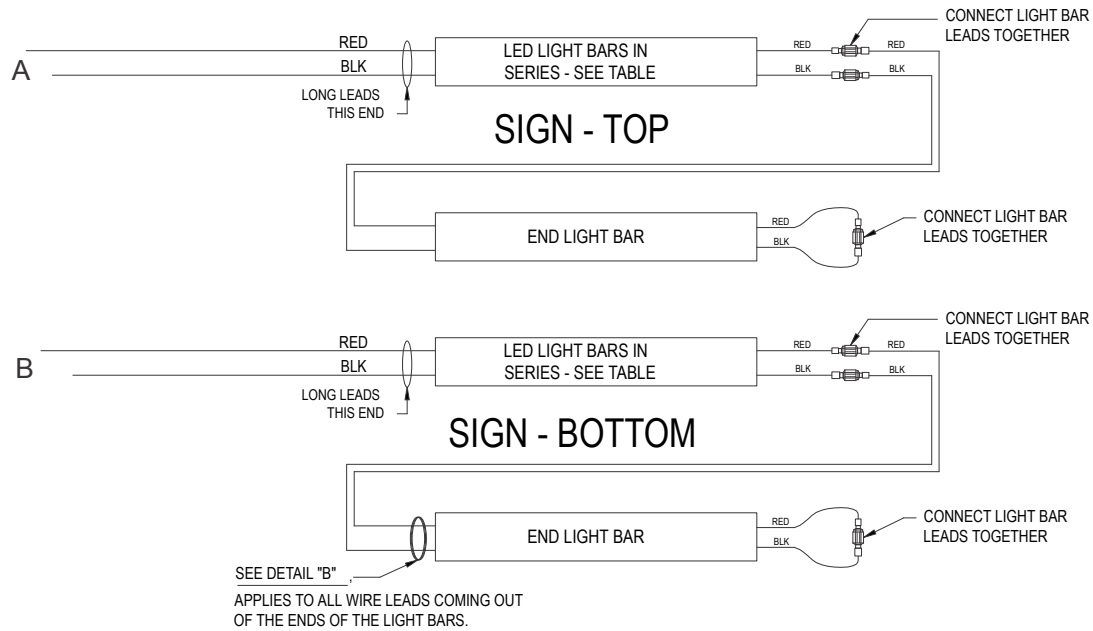 CONNECT LIGHT BAR
LEADS TOGETHER
A
RED
BLK
LONG LEADS
THIS END
LED LIGHT BARS IN
SERIES - SEE TABLE
RED
RED
BLK
BLK
SIGN - TOP
END LIGHT BAR
RED
BLK
CONNECT LIGHT BAR
LEADS TOGETHER
CONNECT LIGHT BAR
LEADS TOGETHER
B
RED
BLK
LONG LEADS
THIS END
LED LIGHT BARS IN
SERIES - SEE TABLE
RED
RED
BLK
BLK
SIGN - BOTTOM
END LIGHT BAR
RED
BLK
CONNECT LIGHT BAR
LEADS TOGETHER
SEE DETAIL "B" ,
APPLIES TO ALL WIRE LEADS COMING OUT
OF THE ENDS OF THE LIGHT BARS.